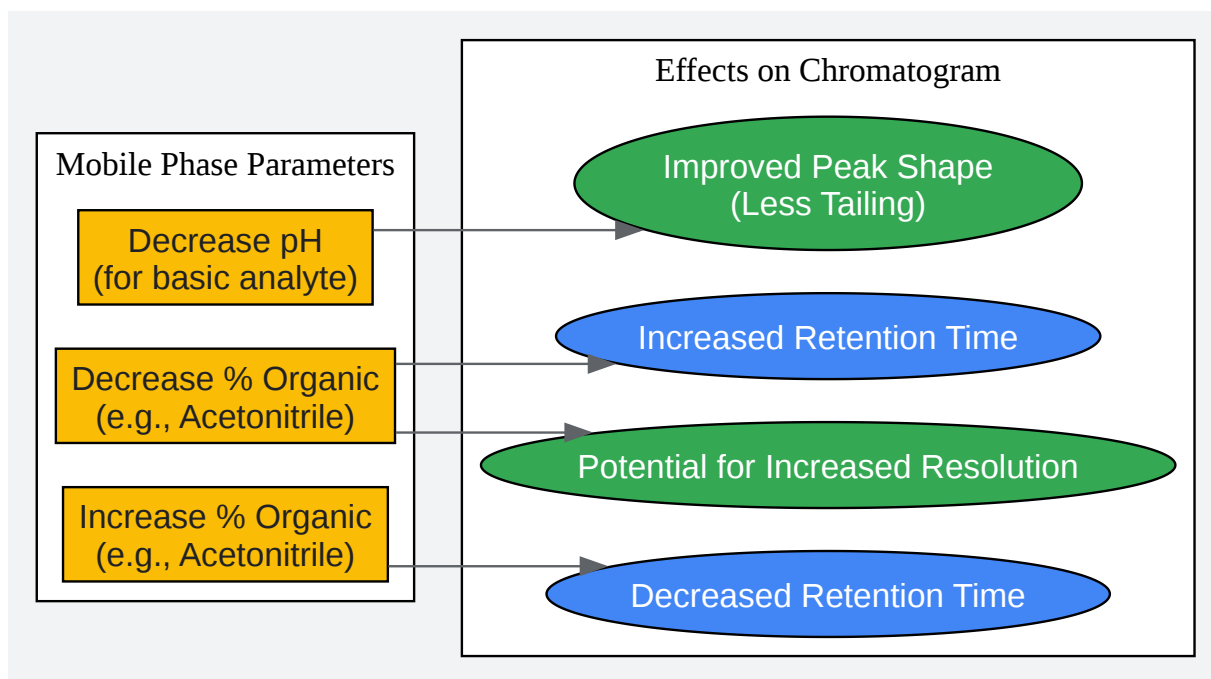 Effects on Chromatogram
Mobile Phase Parameters
Improved Peak Shape
(Less Tailing)
Decrease pH
(for basic analyte)
Increased Retention Time
Decrease % Organic
(e.g., Acetonitrile)
Potential for Increased Resolution
Increase % Organic
(e.g., Acetonitrile)
Decreased Retention Time